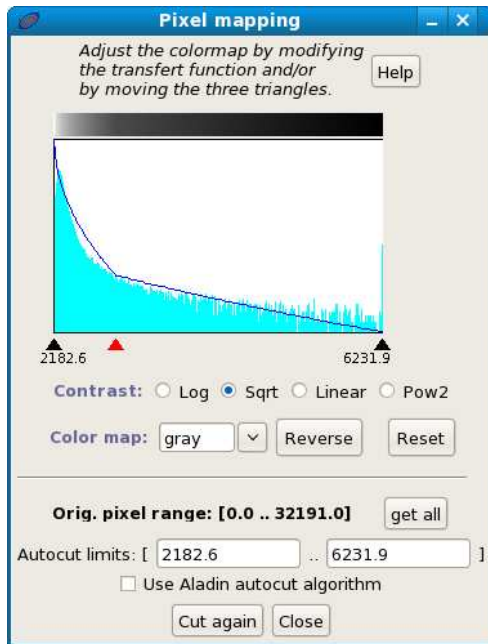 Pixel mapping
Adjust the colormap by modifying
the transfert function and/or
by moving the three triangles.
Help
2182.6 6231.9
Contrast: Log Sqrt Linear Pow2
Color map: gray Reverse Reset
Orig. pixel range: [0.0 .. 32191.0] get all
Autocut limits: [ 2182.6 .. 6231.9 ]
Use Aladin autocut algorithm
Cut again Close